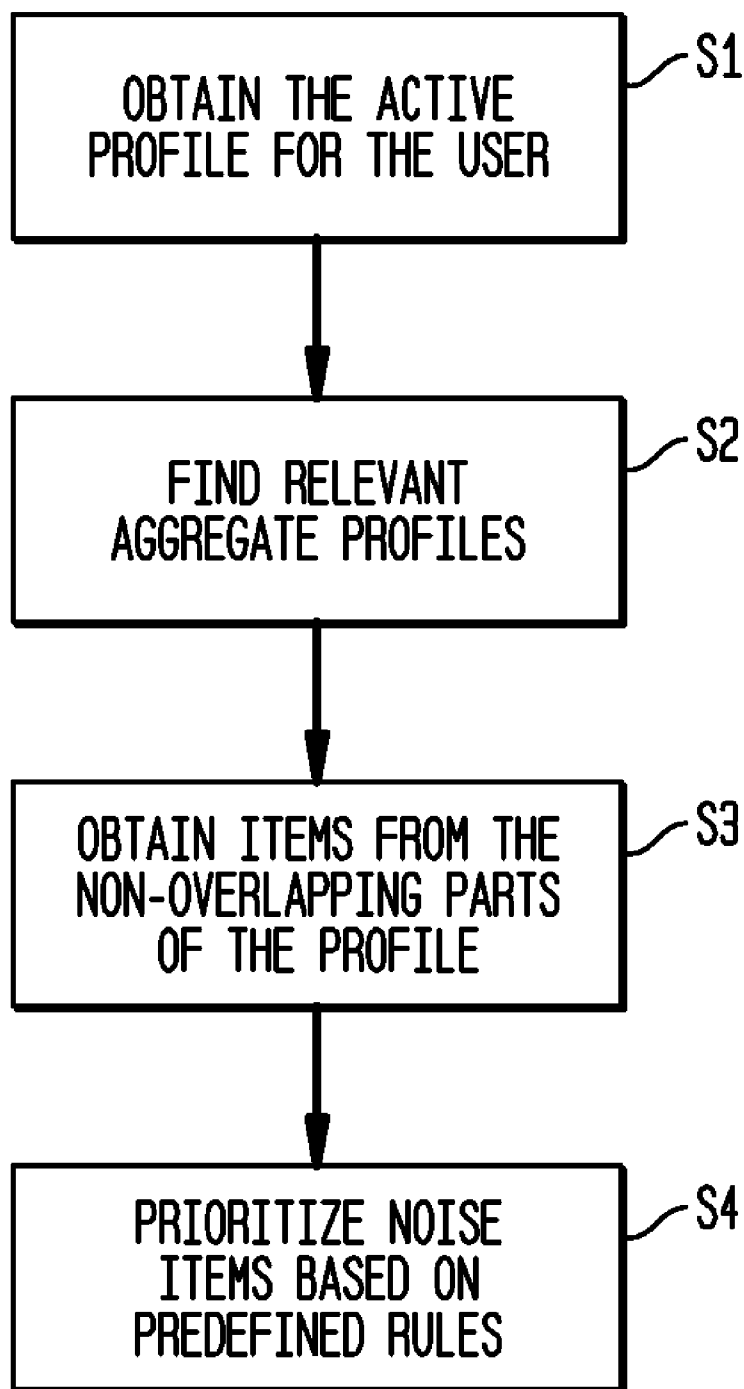 S1
OBTAIN THE ACTIVE
PROFILE FOR THE USER
S2
FIND RELEVANT
AGGREGATE PROFILES
S3
OBTAIN ITEMS FROM THE
NON-OVERLAPPING PARTS
OF THE PROFILE
S4
PRIORITIZE NOISE
ITEMS BASED ON
PREDEFINED RULES